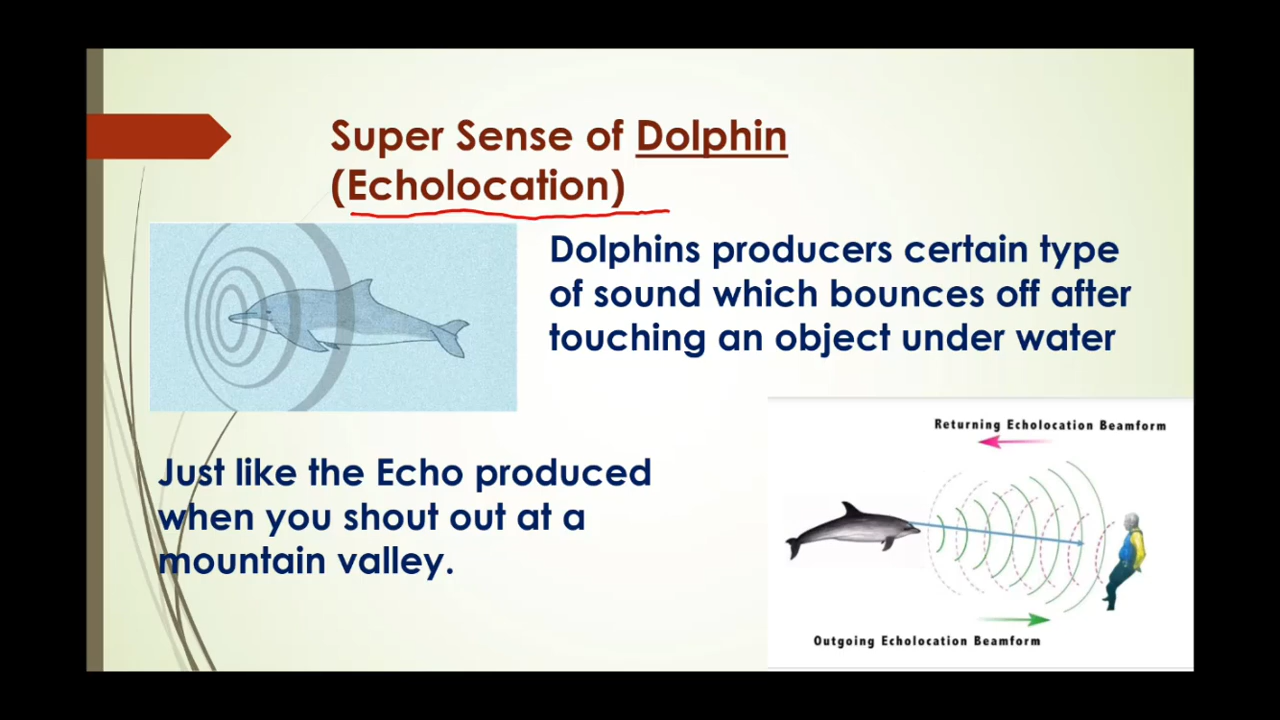 Super Sense of Dolphin
(Echolocation)
Dolphins producers certain type
of sound which bounces off after
touching an object under water
Just like the Echo produced
when you shout out at a
mountain valley.
Returning Echolocation Beamform
Outgoing Echolocation Beamform